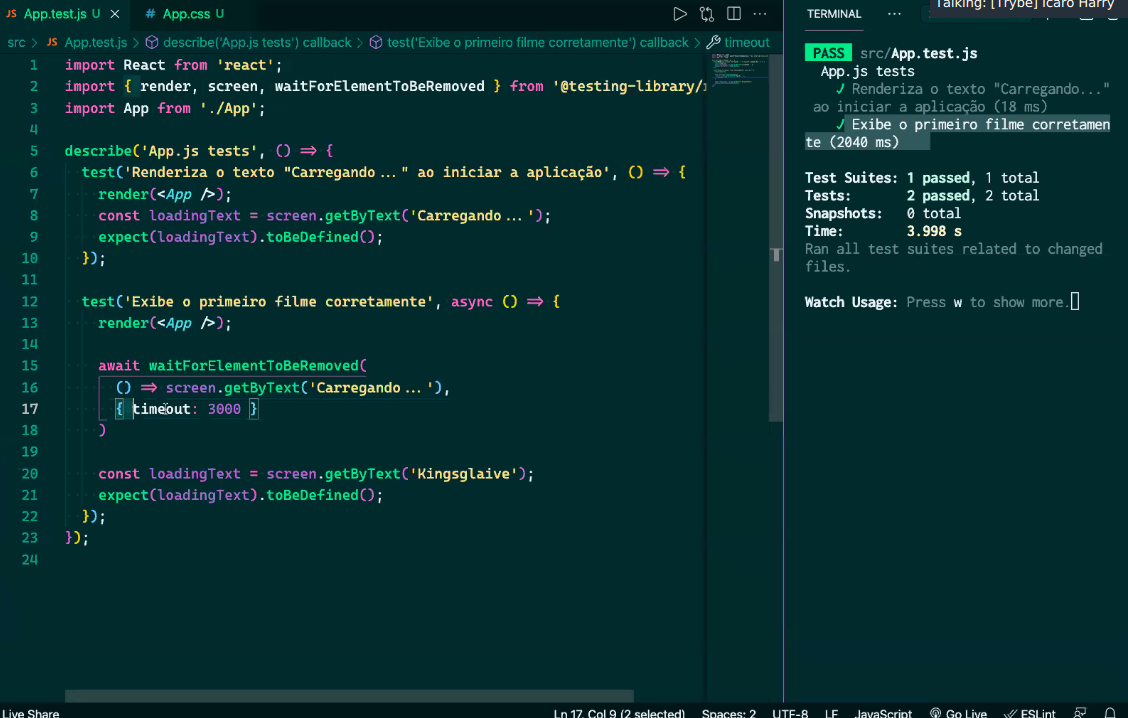 JS App.test.js U × # App.css U
src > JS App.test.js > describe('App.js tests') callback > test('Exibe o primeiro filme corretamente') callback > timeout
1 import React from 'react';
2 import { render, screen, waitForElementToBeRemoved } from '@testing-library/
3 import App from './App';
4
5 describe('App.js tests', () => {
6 test('Renderiza o texto "Carregando..." ao iniciar a aplicação', () => {
7 render(<App />);
8 const loadingText = screen.getByText('Carregando...');
9 expect(loadingText).toBeDefined();
10 });
11
12 test('Exibe o primeiro filme corretamente', async () => {
13 render(<App />);
14
15 await waitForElementToBeRemoved(
16 () => screen.getByText('Carregando...'),
17 { timeout: 3000 }
18 )
19
20 const loadingText = screen.getByText('Kingsglaive');
21 expect(loadingText).toBeDefined();
22 });
23 });
24
Talking: [Trybe] Icaro Harry
TERMINAL ...
PASS src/App.test.js
App.js tests
✓ Renderiza o texto "Carregando..."
ao iniciar a aplicação (18 ms)
✓ Exibe o primeiro filme corretamen
te (2040 ms)
Test Suites: 1 passed, 1 total
Tests: 2 passed, 2 total
Snapshots: 0 total
Time: 3.998 s
Ran all test suites related to changed
files.
Watch Usage: Press w to show more.
Live Share Ln 17, Col 9 (2 selected) Spaces: 2 UTF-8 LF JavaScript Go Live ESLint